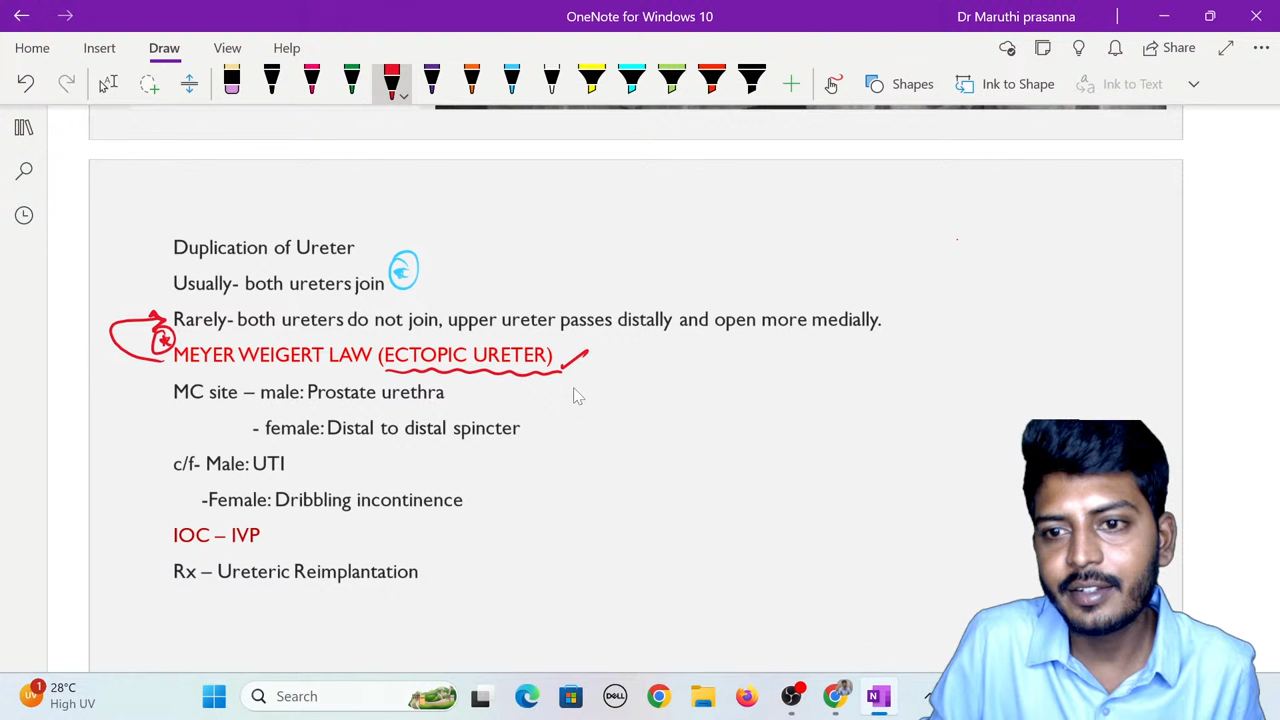 OneNote for Windows 10
Dr Maruthi prasanna
Home
Insert
Draw
View
Help
Share
Shapes
Ink to Shape
Ink to Text
Duplication of Ureter
Usually- both ureters join
Rarely- both ureters do not join, upper ureter passes distally and open more medially.
MEYER WEIGERT LAW (ECTOPIC URETER)
MC site – male: Prostate urethra
- female: Distal to distal spincter
c/f- Male: UTI
-Female: Dribbling incontinence
IOC – IVP
Rx – Ureteric Reimplantation
UV
1
28°C
High UV
Search
DELL
N